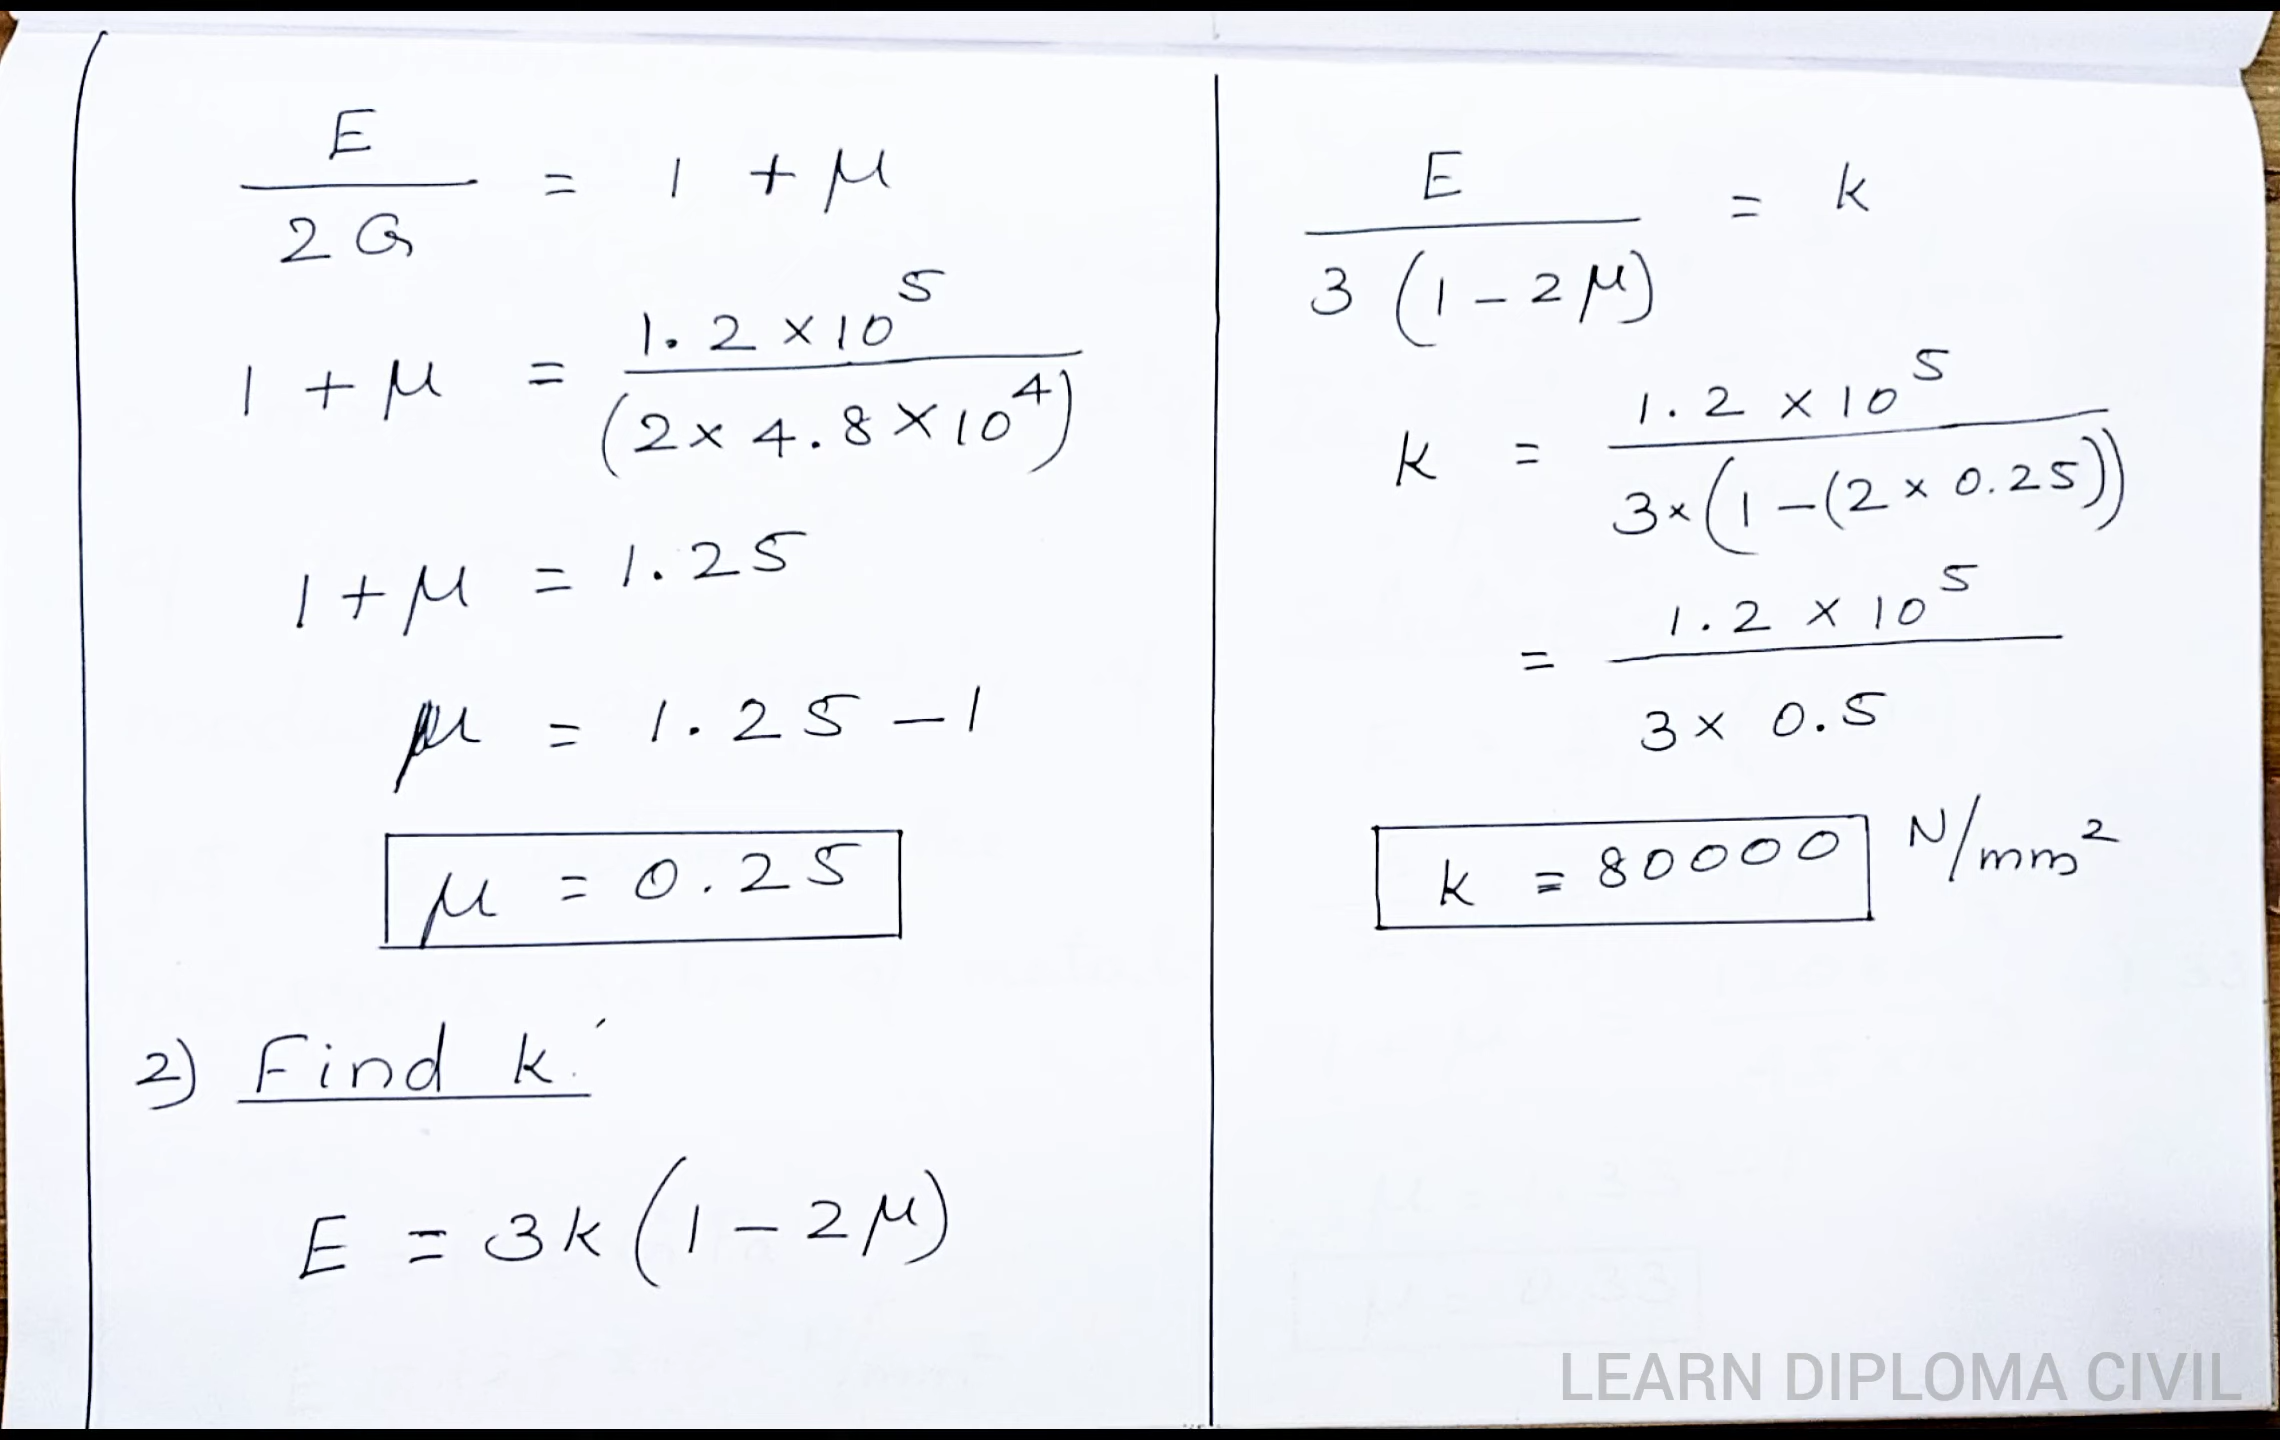 E
2G = 1 + μ
1 + μ = 1.2 × 10^5
(2 × 4.8 × 10^4)
1 + μ = 1.25
μ = 1.25 - 1
μ = 0.25
2) Find k:
E = 3k (1 - 2μ)
E
3 (1 - 2μ) = k
k = 1.2 × 10^5
3 × (1 - (2 × 0.25))
= 1.2 × 10^5
3 × 0.5
k = 80000 N/mm²
LEARN DIPLOMA CIVIL